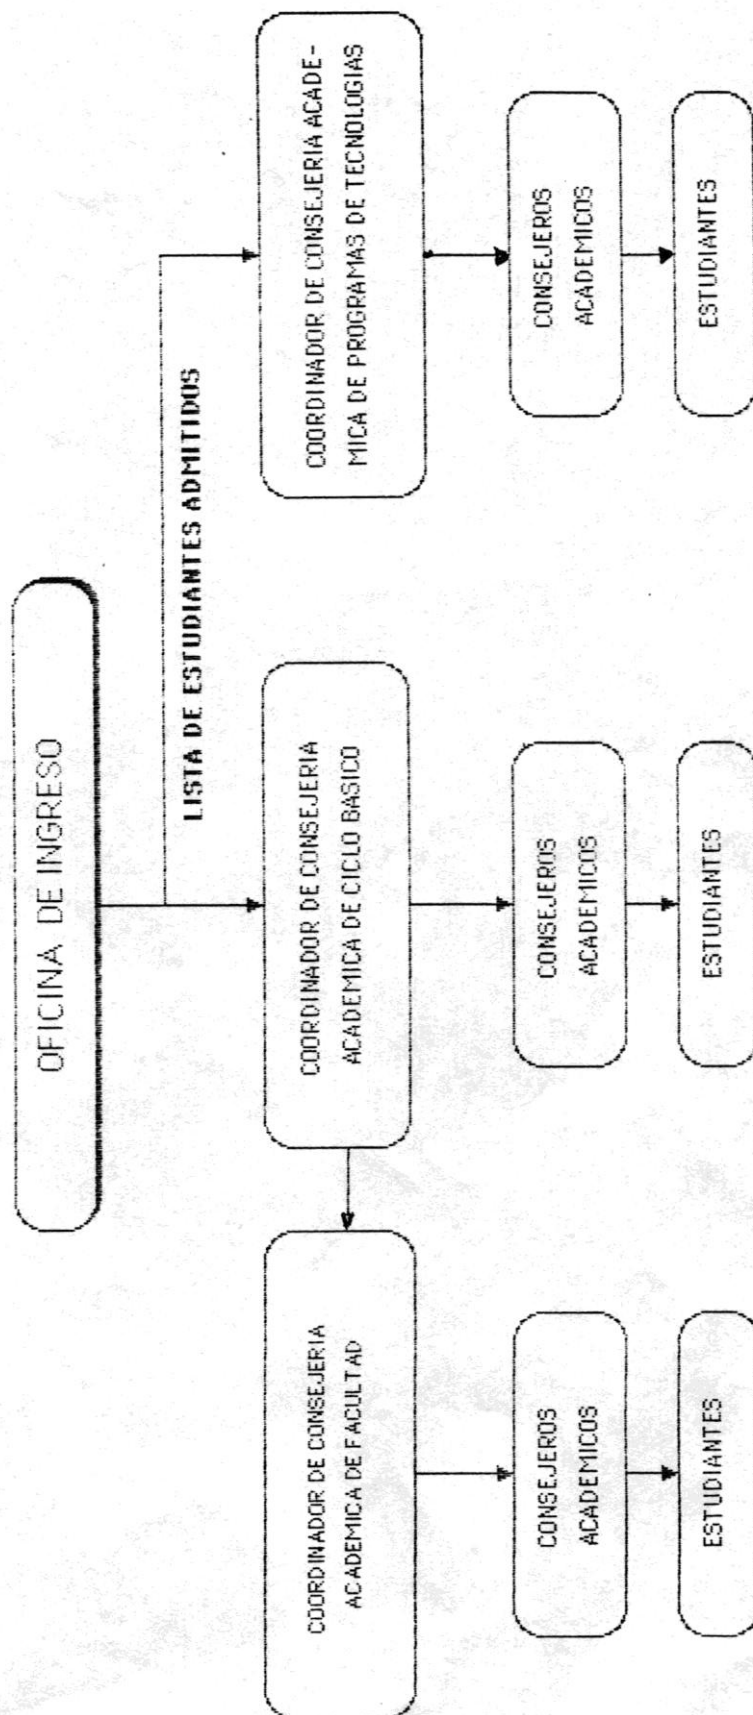 OFICINA DE INGRESO
LISTA DE ESTUDIANTES ADMITIDOS
COORDINADOR DE CONSEJERIA
ACADEMICA DE FACULTAD
COORDINADOR DE CONSEJERIA
ACADEMICA DE CICLO BASICO
COORDINADOR DE CONSEJERIA ACADE-
MICA DE PROGRAMAS DE TECNOLOGIAS
CONSEJEROS
ACADEMICOS
CONSEJEROS
ACADEMICOS
CONSEJEROS
ACADEMICOS
ESTUDIANTES
ESTUDIANTES
ESTUDIANTES